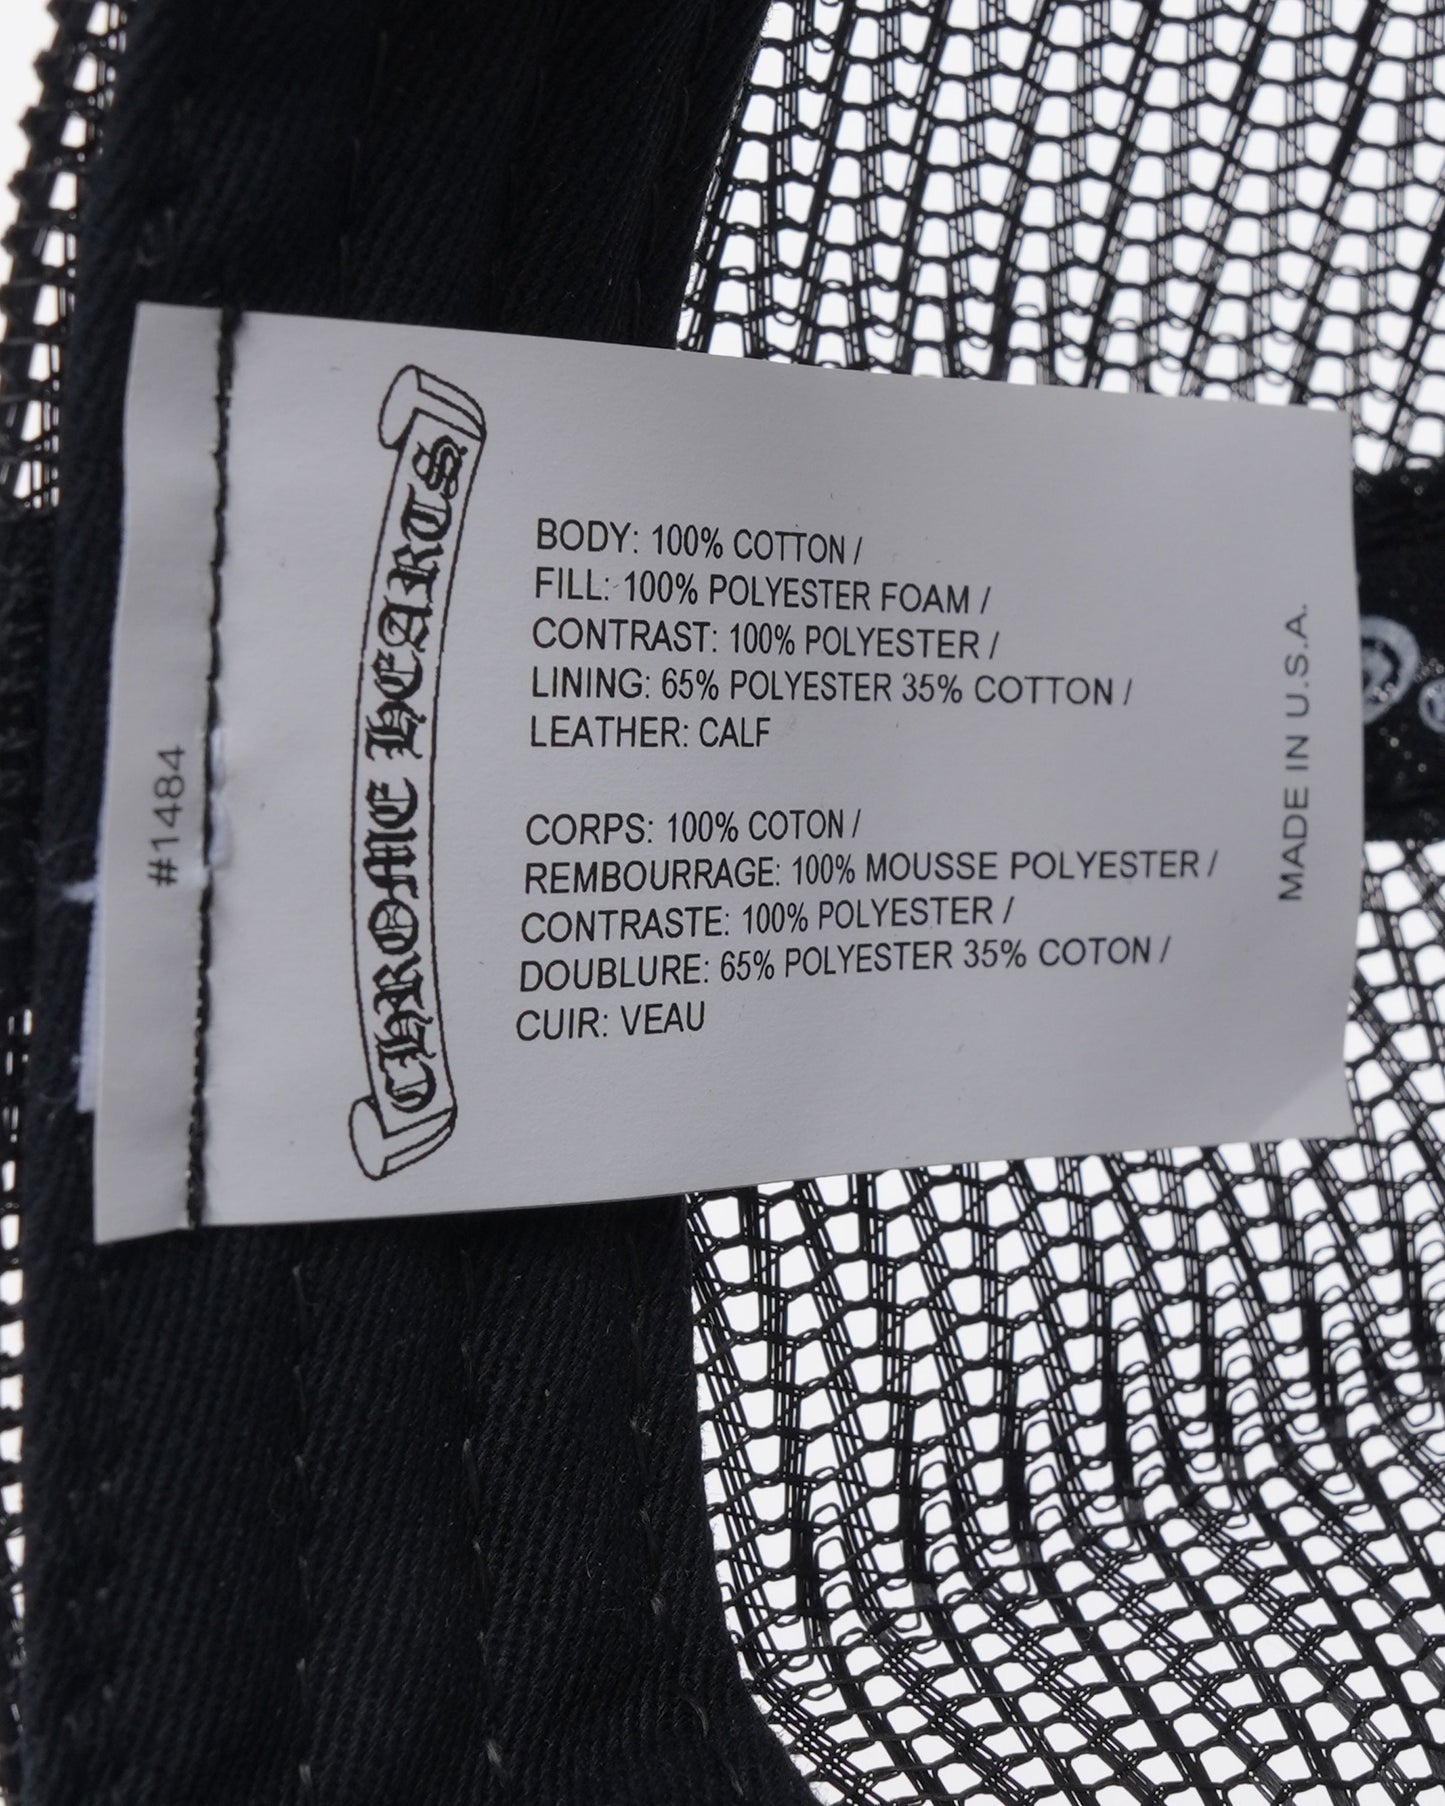 #1484
CHROME HEARTS
BODY: 100% COTTON /
FILL: 100% POLYESTER FOAM /
CONTRAST: 100% POLYESTER /
LINING: 65% POLYESTER 35% COTTON /
LEATHER: CALF
CORPS: 100% COTON /
REMBOURRAGE: 100% MOUSSE POLYESTER /
CONTRASTE: 100% POLYESTER /
DOUBLURE: 65% POLYESTER 35% COTON /
CUIR: VEAU
MADE IN U.S.A.